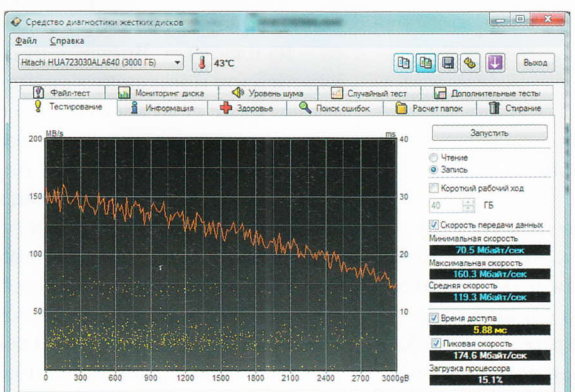 Средство диагностики жестких дисков
Файл Справка
Hitachi HUA723030ALA640 (3000 ГБ) 43°C Выход
Файл-тест Мониторинг диска Уровень шума Случайный тест Дополнительные тесты
Тестирование Информация Здоровье Поиск ошибок Расчет папок Стирание
MB/s ms
200 40
150 30
100 20
50 10
0 300 600 900 1200 1500 1800 2100 2400 2700 3000gB
Запустить
Чтение
Запись
Короткий рабочий ход
40 ГБ
Скорость передачи данных
Минимальная скорость
70.5 Мбайт/сек
Максимальная скорость
160.3 Мбайт/сек
Средняя скорость
119.3 Мбайт/сек
Время доступа
5.88 мс
Пиковая скорость
174.6 Мбайт/сек
Загрузка процессора
15.1%